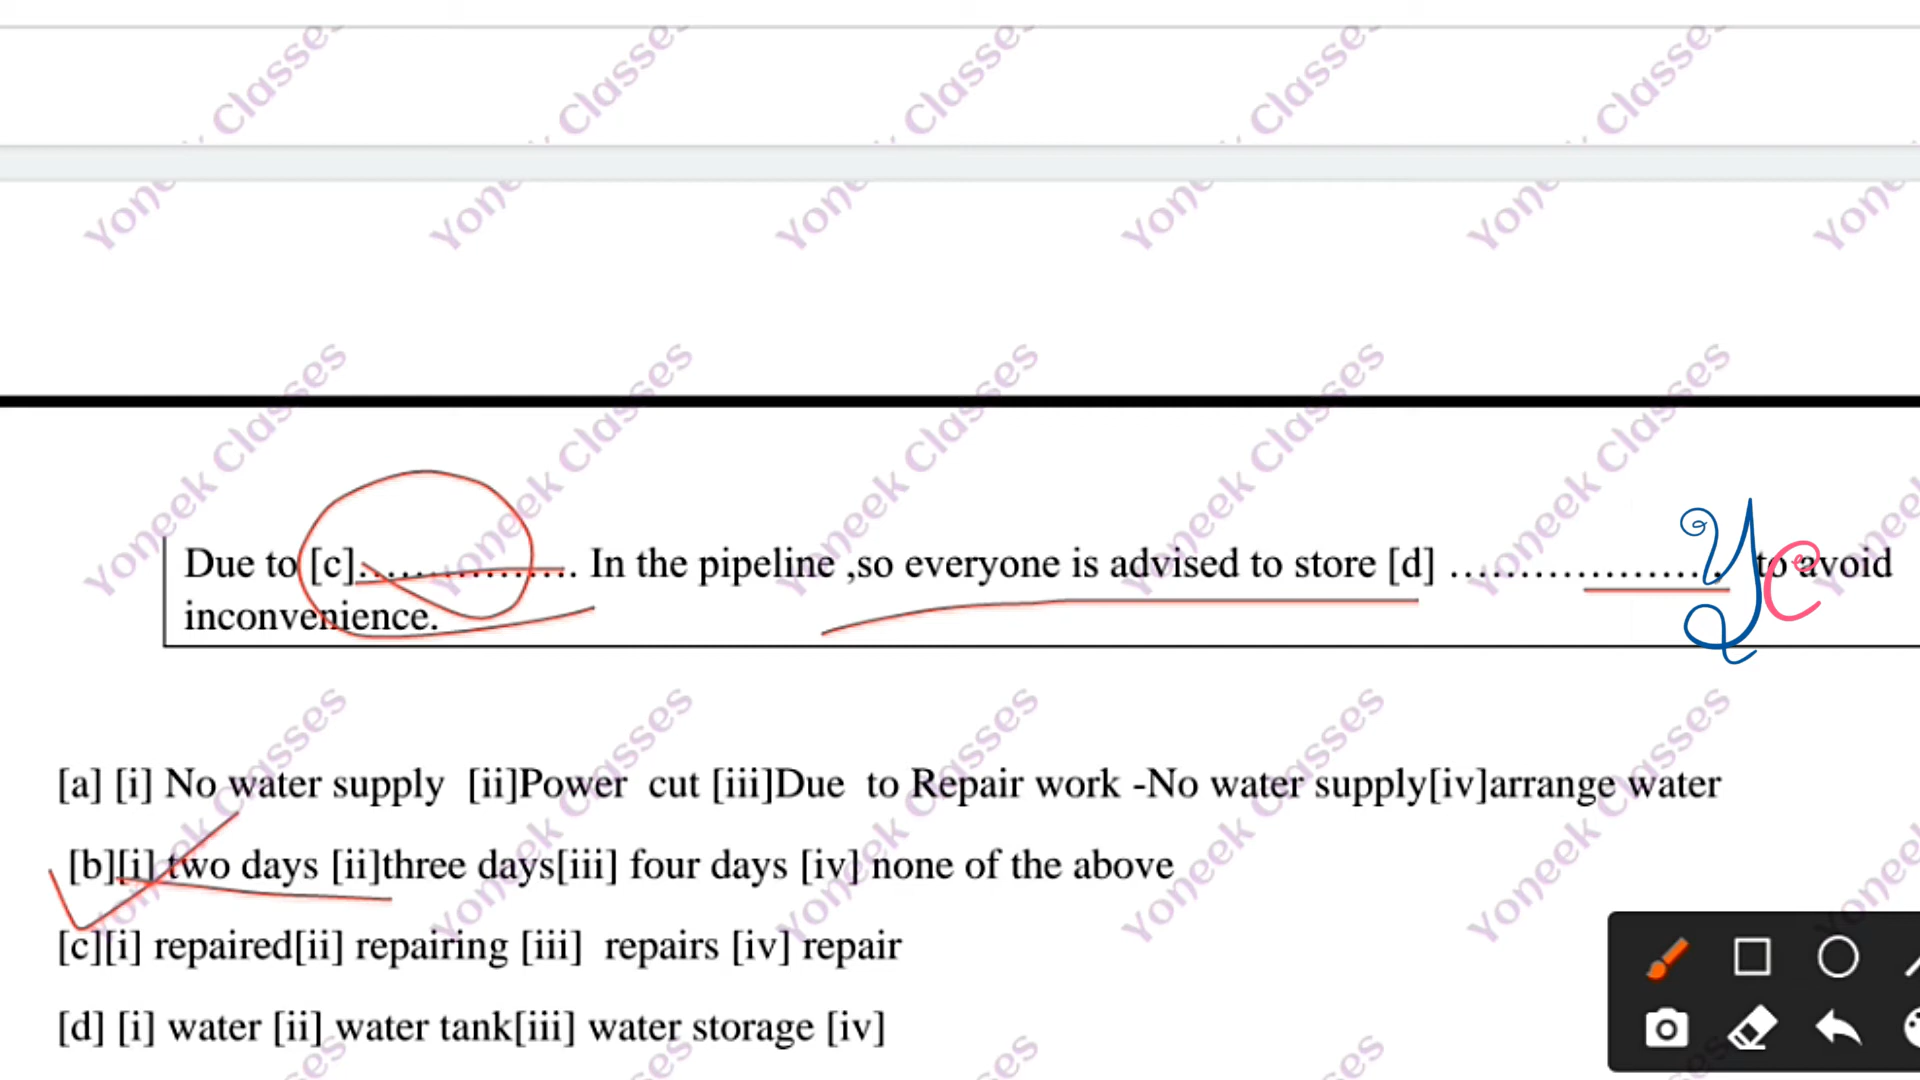 Due to [c]:................. In the pipeline ,so everyone is advised to store [d] .................... to avoid
inconvenience.
[a] [i] No water supply [ii]Power cut [iii]Due to Repair work -No water supply[iv]arrange water
[b][i] two days [ii]three days[iii] four days [iv] none of the above
[c][i] repaired[ii] repairing [iii] repairs [iv] repair
[d] [i] water [ii] water tank[iii] water storage [iv]
Yoneek Classes
YC